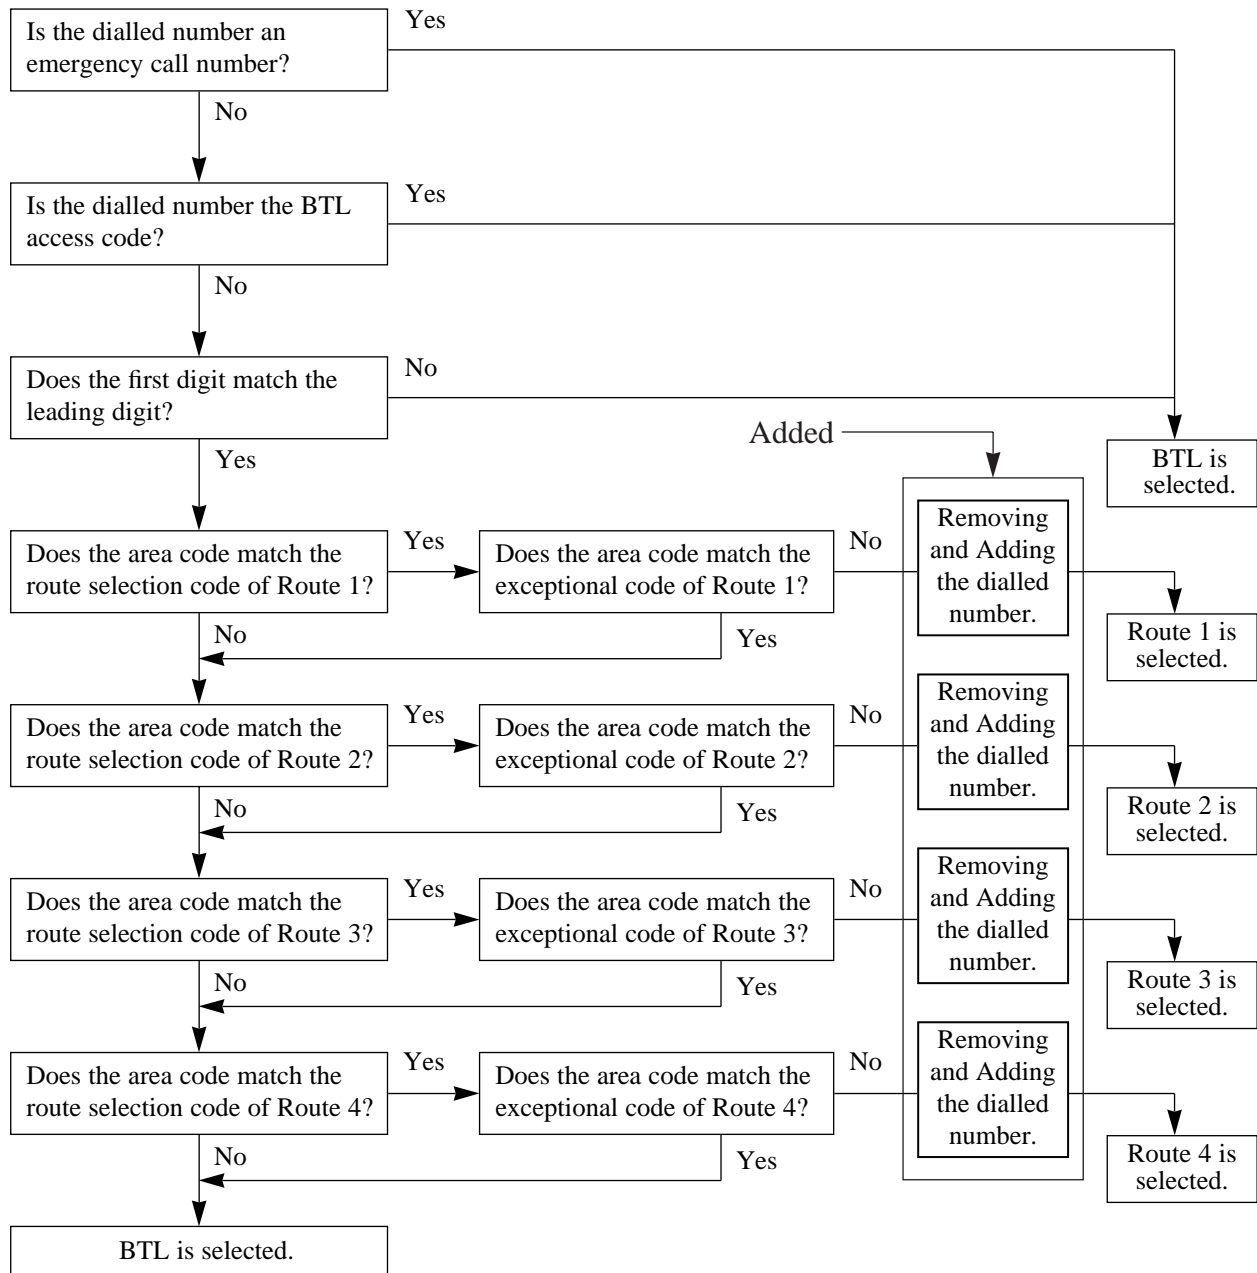 Is the dialled number an
emergency call number?
Yes
No
Is the dialled number the BTL
access code?
Yes
No
Does the first digit match the
leading digit?
No
Yes
Added
BTL is
selected.
Does the area code match the
route selection code of Route 1?
Yes
Does the area code match the
exceptional code of Route 1?
No
Removing
and Adding
the dialled
number.
Route 1 is
selected.
No
Yes
Does the area code match the
route selection code of Route 2?
Yes
Does the area code match the
exceptional code of Route 2?
No
Removing
and Adding
the dialled
number.
Route 2 is
selected.
No
Yes
Does the area code match the
route selection code of Route 3?
Yes
Does the area code match the
exceptional code of Route 3?
No
Removing
and Adding
the dialled
number.
Route 3 is
selected.
No
Yes
Does the area code match the
route selection code of Route 4?
Yes
Does the area code match the
exceptional code of Route 4?
No
Removing
and Adding
the dialled
number.
Route 4 is
selected.
No
Yes
BTL is selected.